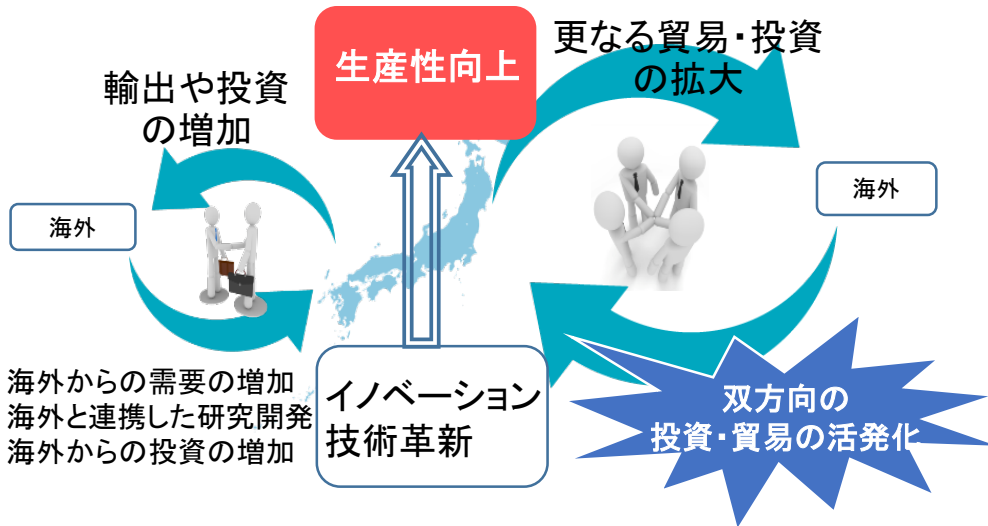 生産性向上
更なる貿易・投資
の拡大
輸出や投資
の増加
海外
海外
海外からの需要の増加
海外と連携した研究開発
海外からの投資の増加
イノベーション
技術革新
双方向の
投資・貿易の活発化